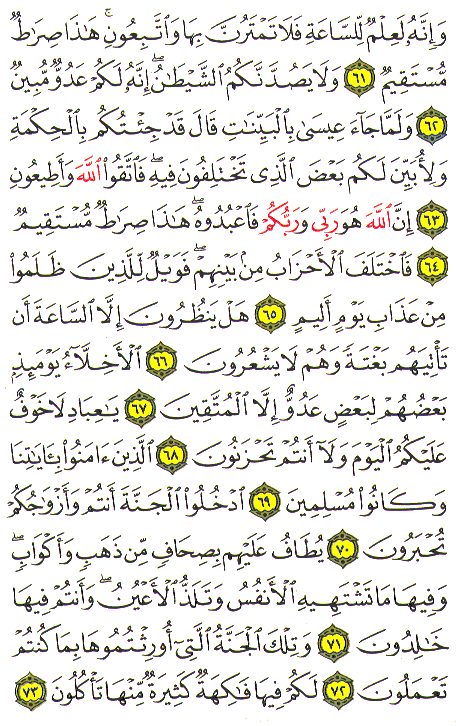 وَإِنَّهُۥ لَعِلْمٌ لِّلسَّاعَةِ فَلَا تَمْتَرُنَّ بِهَا وَٱتَّبِعُونِ ۚ هَٰذَا صِرَٰطٌ
مُّسْتَقِيمٌ ٦١ وَلَا يَصُدَّنَّكُمُ ٱلشَّيْطَٰنُ ۖ إِنَّهُۥ لَكُمْ عَدُوٌّ مُّبِينٌ
٦٢ وَلَمَّا جَآءَ عِيسَىٰ بِٱلْبَيِّنَٰتِ قَالَ قَدْ جِئْتُكُم بِٱلْحِكْمَةِ
وَلِأُبَيِّنَ لَكُم بَعْضَ ٱلَّذِى تَخْتَلِفُونَ فِيهِ ۖ فَٱتَّقُوا۟ ٱللَّهَ وَأَطِيعُونِ
٦٣ إِنَّ ٱللَّهَ هُوَ رَبِّى وَرَبُّكُمْ فَٱعْبُدُوهُ ۚ هَٰذَا صِرَٰطٌ مُّسْتَقِيمٌ
٦٤ فَٱخْتَلَفَ ٱلْأَحْزَابُ مِنۢ بَيْنِهِمْ ۖ فَوَيْلٌ لِّلَّذِينَ ظَلَمُوا۟
مِنْ عَذَابِ يَوْمٍ أَلِيمٍ ٦٥ هَلْ يَنظُرُونَ إِلَّا ٱلسَّاعَةَ أَن
تَأْتِيَهُم بَغْتَةً وَهُمْ لَا يَشْعُرُونَ ٦٦ ٱلْأَخِلَّآءُ يَوْمَئِذٍۭ
بَعْضُهُمْ لِبَعْضٍ عَدُوٌّ إِلَّا ٱلْمُتَّقِينَ ٦٧ يَٰعِبَادِ لَا خَوْفٌ
عَلَيْكُمُ ٱلْيَوْمَ وَلَآ أَنتُمْ تَحْزَنُونَ ٦٨ ٱلَّذِينَ ءَامَنُوا۟ بِـَٔايَٰتِنَا
وَكَانُوا۟ مُسْلِمِينَ ٦٩ ٱدْخُلُوا۟ ٱلْجَنَّةَ أَنتُمْ وَأَزْوَٰجُكُمْ
تُحْبَرُونَ ٧٠ يُطَافُ عَلَيْهِم بِصِحَافٍ مِّن ذَهَبٍ وَأَكْوَابٍ ۖ
وَفِيهَا مَا تَشْتَهِيهِ ٱلْأَنفُسُ وَتَلَذُّ ٱلْأَعْيُنُ ۖ وَأَنتُمْ فِيهَا
خَٰلِدُونَ ٧١ وَتِلْكَ ٱلْجَنَّةُ ٱلَّتِىٓ أُورِثْتُمُوهَا بِمَا كُنتُمْ
تَعْمَلُونَ ٧٢ لَكُمْ فِيهَا فَٰكِهَةٌ كَثِيرَةٌ مِّنْهَا تَأْكُلُونَ ٧٣